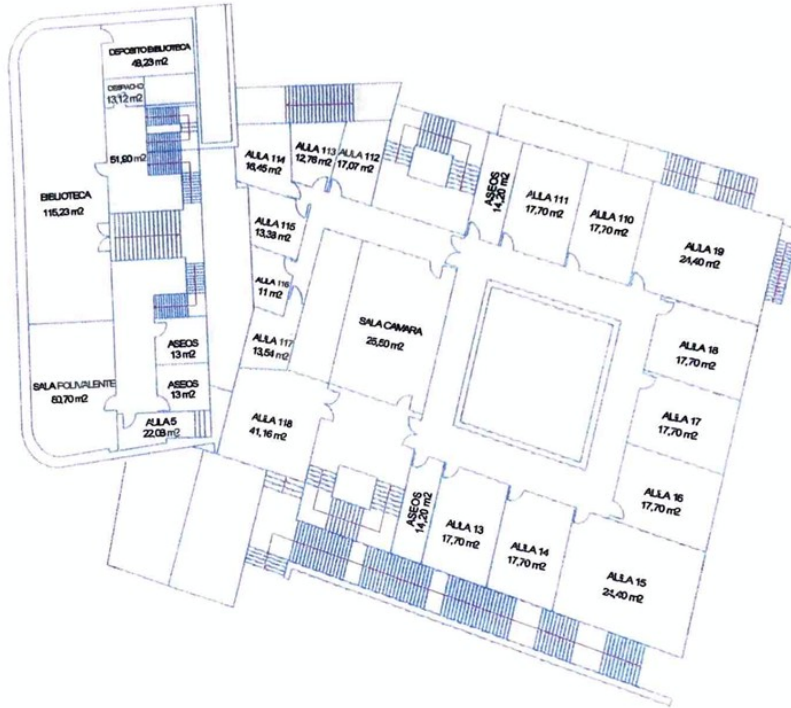 DEPOSITO BIBLIOTECA
48,23 m2
DESPACHO
13,12 m2
51,90 m2
BIBLIOTECA
115,23 m2
ASEOS
13 m2
SALA POLIVALENTE
60,70 m2
ASEOS
13 m2
AULA 5
22,08 m2
AULA 114
16,45 m2
AULA 113
12,76 m2
AULA 112
17,07 m2
AULA 115
13,38 m2
AULA 116
11 m2
AULA 117
13,54 m2
AULA 118
41,16 m2
SALA CAMARA
25,50 m2
ASEOS
14,20 m2
AULA 111
17,70 m2
AULA 110
17,70 m2
AULA 19
24,40 m2
AULA 18
17,70 m2
AULA 17
17,70 m2
AULA 16
17,70 m2
AULA 15
24,40 m2
AULA 14
17,70 m2
AULA 13
17,70 m2
ASEOS
14,20 m2